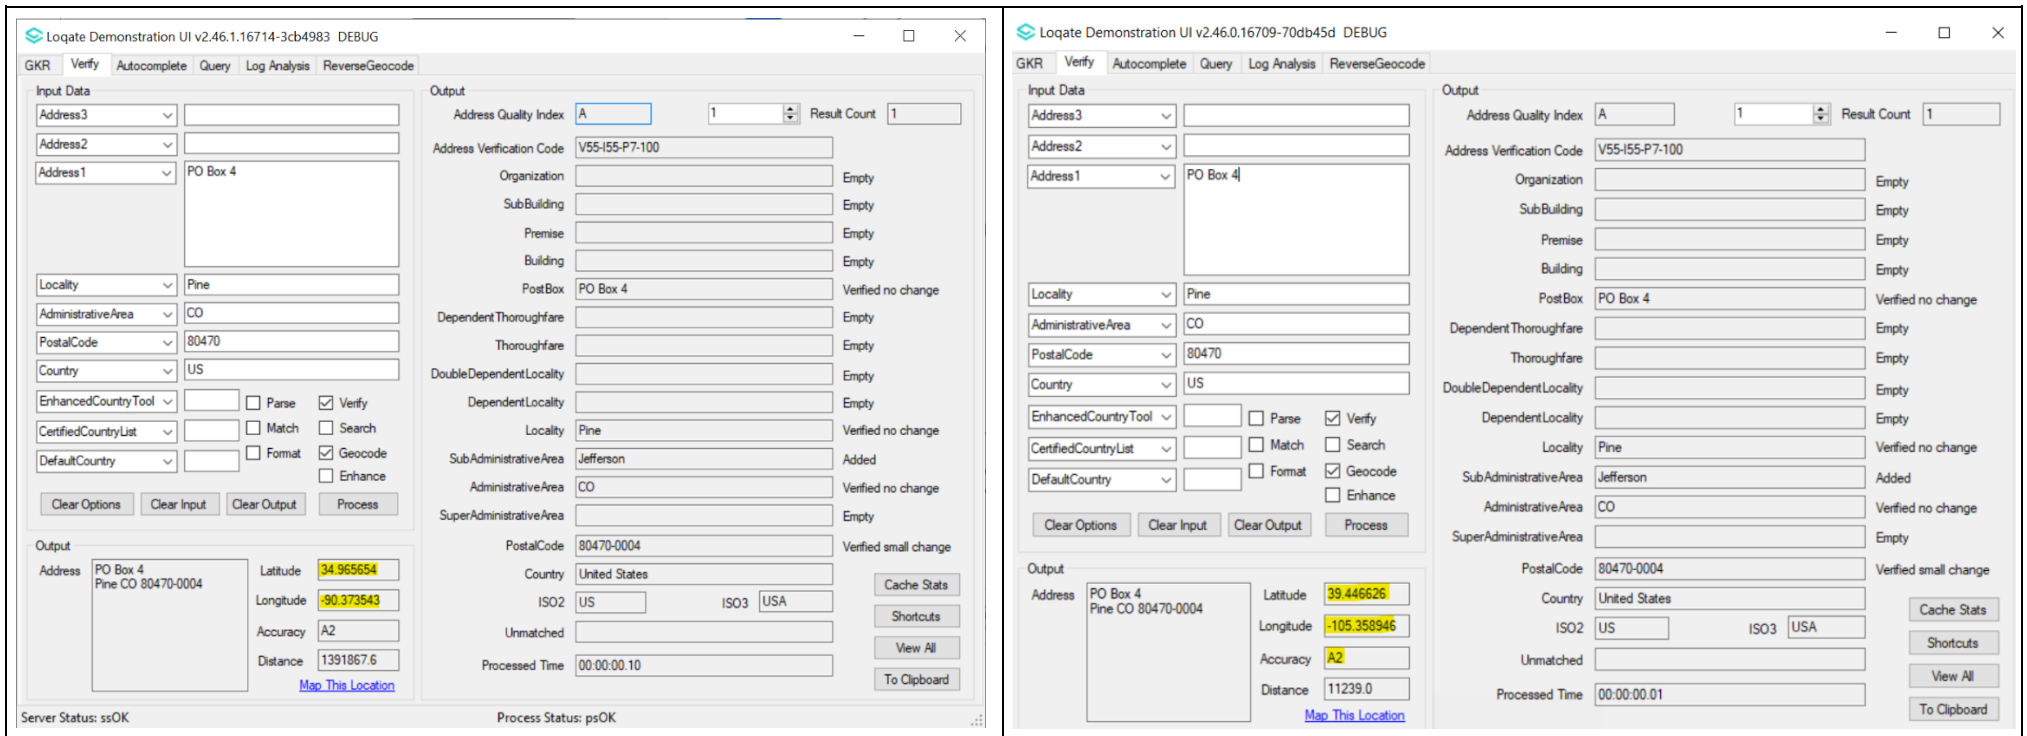 Loqate Demonstration UI v2.46.1.16714-3cb4983 DEBUG
GKR Verify Autocomplete Query Log Analysis ReverseGeocode
Input Data
Address3
Address2
Address1 PO Box 4
Locality Pine
AdministrativeArea CO
PostalCode 80470
Country US
EnhancedCountryTool Parse Verify
CertifiedCountryList Match Search
DefaultCountry Format Geocode
Enhance
Clear Options Clear Input Clear Output Process
Output
Address PO Box 4
Pine CO 80470-0004
Latitude 34.965654
Longitude -90.373543
Accuracy A2
Distance 1391867.6
Map This Location
Output
Address Quality Index A 1 Result Count 1
Address Verification Code V55-I55-P7-100
Organization Empty
SubBuilding Empty
Premise Empty
Building Empty
PostBox PO Box 4 Verified no change
DependentThoroughfare Empty
Thoroughfare Empty
DoubleDependentLocality Empty
DependentLocality Empty
Locality Pine Verified no change
SubAdministrativeArea Jefferson Added
AdministrativeArea CO Verified no change
SuperAdministrativeArea Empty
PostalCode 80470-0004 Verified small change
Country United States
ISO2 US ISO3 USA
Unmatched
Processed Time 00:00:00.10
Cache Stats
Shortcuts
View All
To Clipboard
Server Status: ssOK Process Status: psOK
Loqate Demonstration UI v2.46.0.16709-70db45d DEBUG
GKR Verify Autocomplete Query Log Analysis ReverseGeocode
Input Data
Address3
Address2
Address1 PO Box 4
Locality Pine
AdministrativeArea CO
PostalCode 80470
Country US
EnhancedCountryTool Parse Verify
CertifiedCountryList Match Search
DefaultCountry Format Geocode
Enhance
Clear Options Clear Input Clear Output Process
Output
Address PO Box 4
Pine CO 80470-0004
Latitude 39.446626
Longitude -105.358946
Accuracy A2
Distance 11239.0
Map This Location
Output
Address Quality Index A 1 Result Count 1
Address Verification Code V55-I55-P7-100
Organization Empty
SubBuilding Empty
Premise Empty
Building Empty
PostBox PO Box 4 Verified no change
DependentThoroughfare Empty
Thoroughfare Empty
DoubleDependentLocality Empty
DependentLocality Empty
Locality Pine Verified no change
SubAdministrativeArea Jefferson Added
AdministrativeArea CO Verified no change
SuperAdministrativeArea Empty
PostalCode 80470-0004 Verified small change
Country United States
ISO2 US ISO3 USA
Unmatched
Processed Time 00:00:00.01
Cache Stats
Shortcuts
View All
To Clipboard